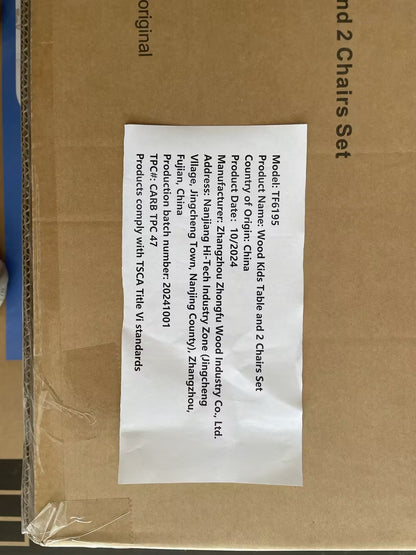 nd 2 Chairs Set
original
Model: TF6195
Product Name: Wood Kids Table and 2 Chairs Set
Country of Origin: China
Product Date: 10/2024
Manufacturer: Zhangzhou Zhongfu Wood Industry Co., Ltd.
Address: Nanjiang Hi-Tech Industry Zone (Jingcheng
Vllage, Jingcheng Town, Nanjing County), Zhangzhou,
Fujian, China
Production batch number: 20241001
TPC#: CARB TPC 47
Products comply with TSCA Title Vi standards